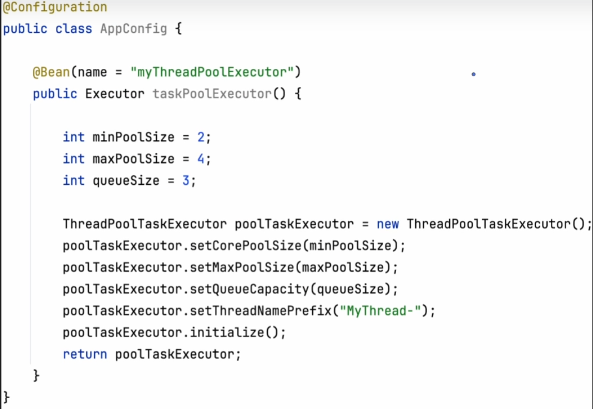 @Configuration
public class AppConfig {
@Bean(name = "myThreadPoolExecutor")
public Executor taskPoolExecutor() {
int minPoolSize = 2;
int maxPoolSize = 4;
int queueSize = 3;
ThreadPoolTaskExecutor poolTaskExecutor = new ThreadPoolTaskExecutor();
poolTaskExecutor.setCorePoolSize(minPoolSize);
poolTaskExecutor.setMaxPoolSize(maxPoolSize);
poolTaskExecutor.setQueueCapacity(queueSize);
poolTaskExecutor.setThreadNamePrefix("MyThread-");
poolTaskExecutor.initialize();
return poolTaskExecutor;
}
}